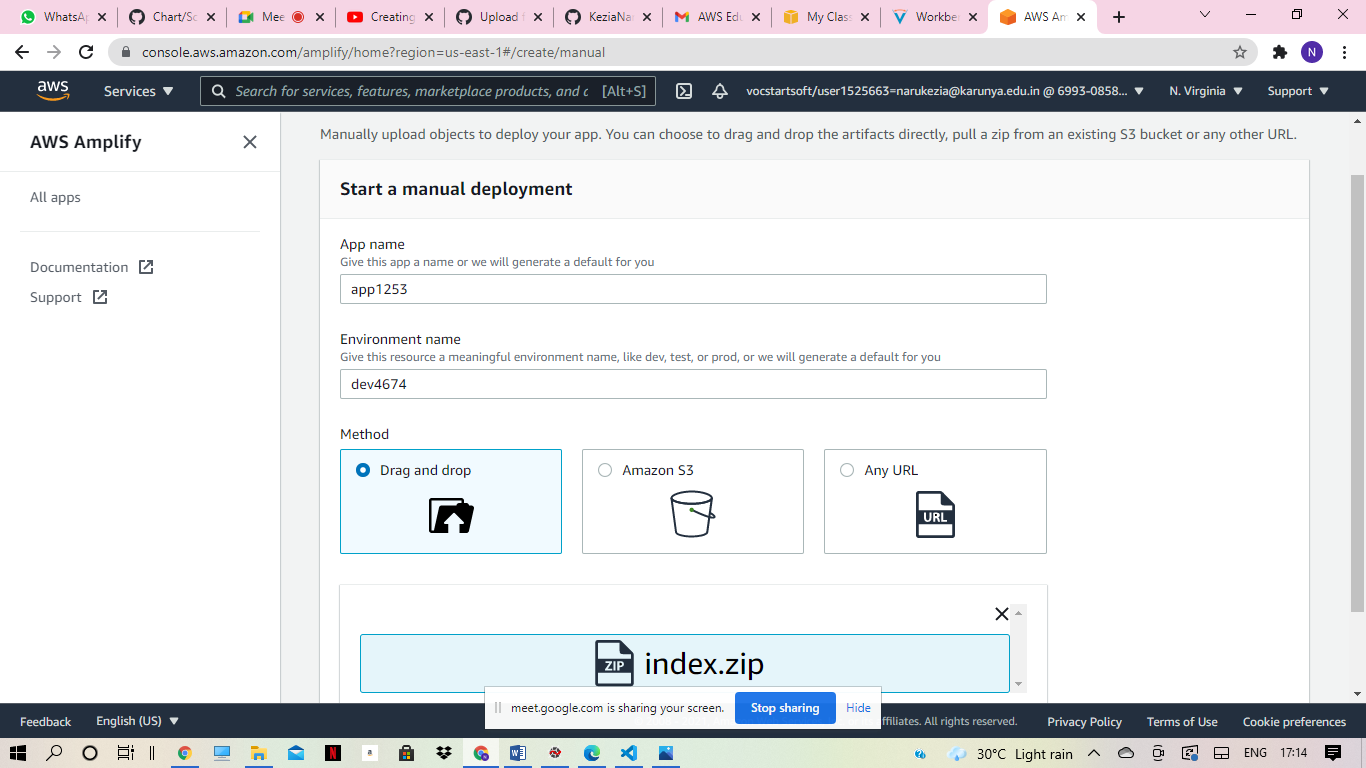 WhatsA
Chart/Sc
Mee
Creating
Upload f
KeziaNar
AWS Edu
My Class
Workben
AWS Am
console.aws.amazon.com/amplify/home?region=us-east-1#/create/manual
N
aws
Services
Search for services, features, marketplace products, and d [Alt+S]
vocstartsoft/user1525663=narukezia@karunya.edu.in @ 6993-0858...
N. Virginia
Support
AWS Amplify
All apps
Documentation
Support
Manually upload objects to deploy your app. You can choose to drag and drop the artifacts directly, pull a zip from an existing S3 bucket or any other URL.
Start a manual deployment
App name
Give this app a name or we will generate a default for you
app1253
Environment name
Give this resource a meaningful environment name, like dev, test, or prod, or we will generate a default for you
dev4674
Method
Drag and drop
Amazon S3
Any URL
URL
ZIP
index.zip
meet.google.com is sharing your screen.
Stop sharing
Hide
Feedback
English (US)
ffiliates. All rights reserved.
Privacy Policy
Terms of Use
Cookie preferences
30°C Light rain
ENG
17:14